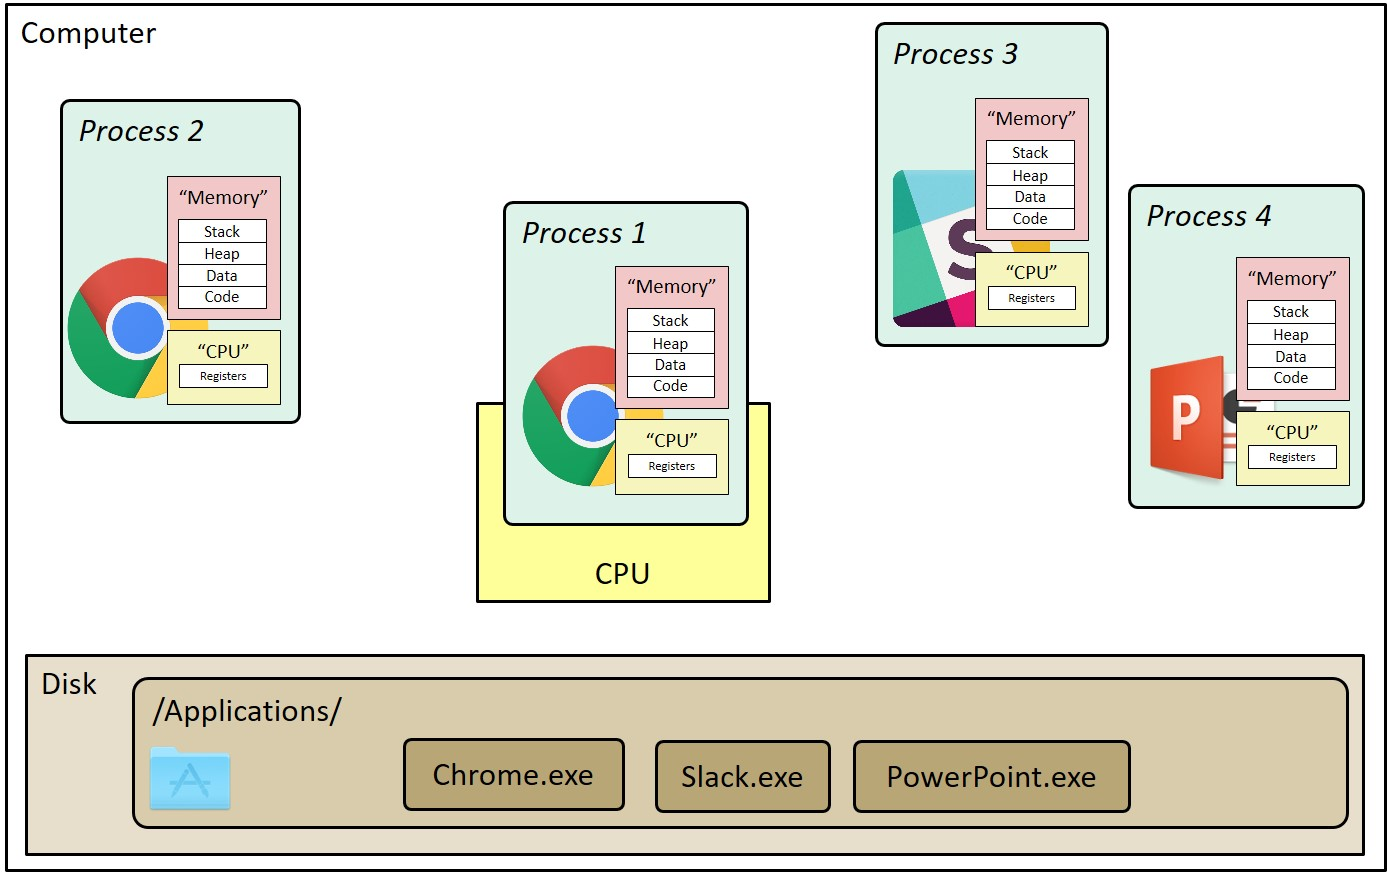 Computer
Process 2
“Memory”
Stack
Heap
Data
Code
“CPU”
Registers
Process 1
“Memory”
Stack
Heap
Data
Code
“CPU”
Registers
CPU
Process 3
“Memory”
Stack
Heap
Data
Code
“CPU”
Registers
S
Process 4
“Memory”
Stack
Heap
Data
Code
“CPU”
Registers
P
Disk
/Applications/
Chrome.exe
Slack.exe
PowerPoint.exe